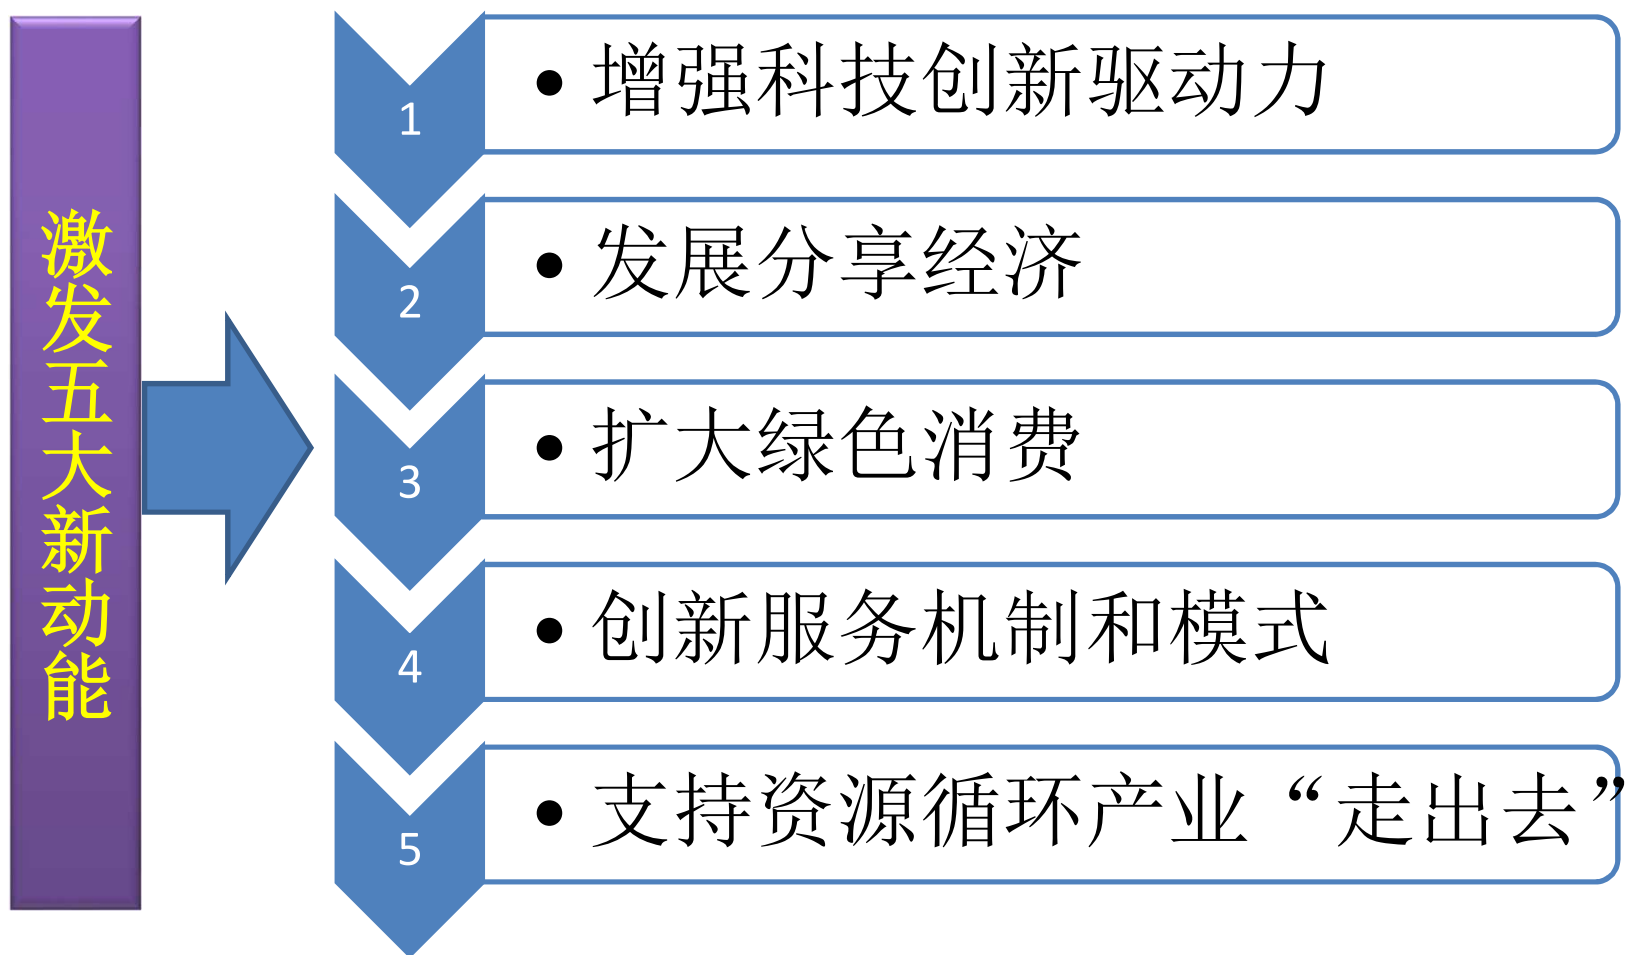 激发五大新动能
1
• 增强科技创新驱动力
2
• 发展分享经济
3
• 扩大绿色消费
4
• 创新服务机制和模式
5
• 支持资源循环产业“走出去”